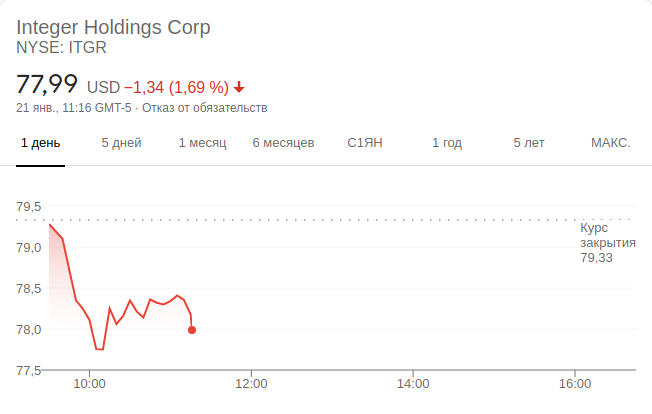 Integer Holdings Corp
NYSE: ITGR
77,99 USD −1,34 (1,69 %)
21 янв., 11:16 GMT-5 · Отказ от обязательств
1 день 5 дней 1 месяц 6 месяцев С1ЯН 1 год 5 лет МАКС.
79,5
79,0
78,5
78,0
77,5
Курс
закрытия
79,33
10:00 12:00 14:00 16:00